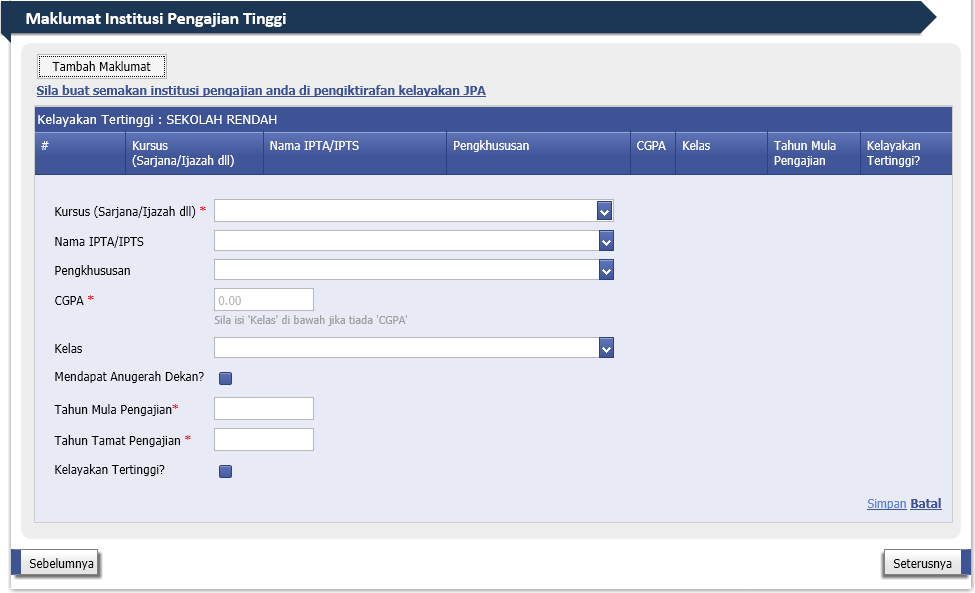 Maklumat Institusi Pengajian Tinggi
Tambah Maklumat
Sila buat semakan institusi pengajian anda di pengiktirafan kelayakan JPA
Kelayakan Tertinggi : SEKOLAH RENDAH
# Kursus (Sarjana/Ijazah dll) Nama IPTA/IPTS Pengkhususan CGPA Kelas Tahun Mula Pengajian Kelayakan Tertinggi?
Kursus (Sarjana/Ijazah dll) *
Nama IPTA/IPTS
Pengkhususan
CGPA * 0.00
Sila isi 'Kelas' di bawah jika tiada 'CGPA'
Kelas
Mendapat Anugerah Dekan?
Tahun Mula Pengajian*
Tahun Tamat Pengajian *
Kelayakan Tertinggi?
Simpan Batal
Sebelumnya Seterusnya